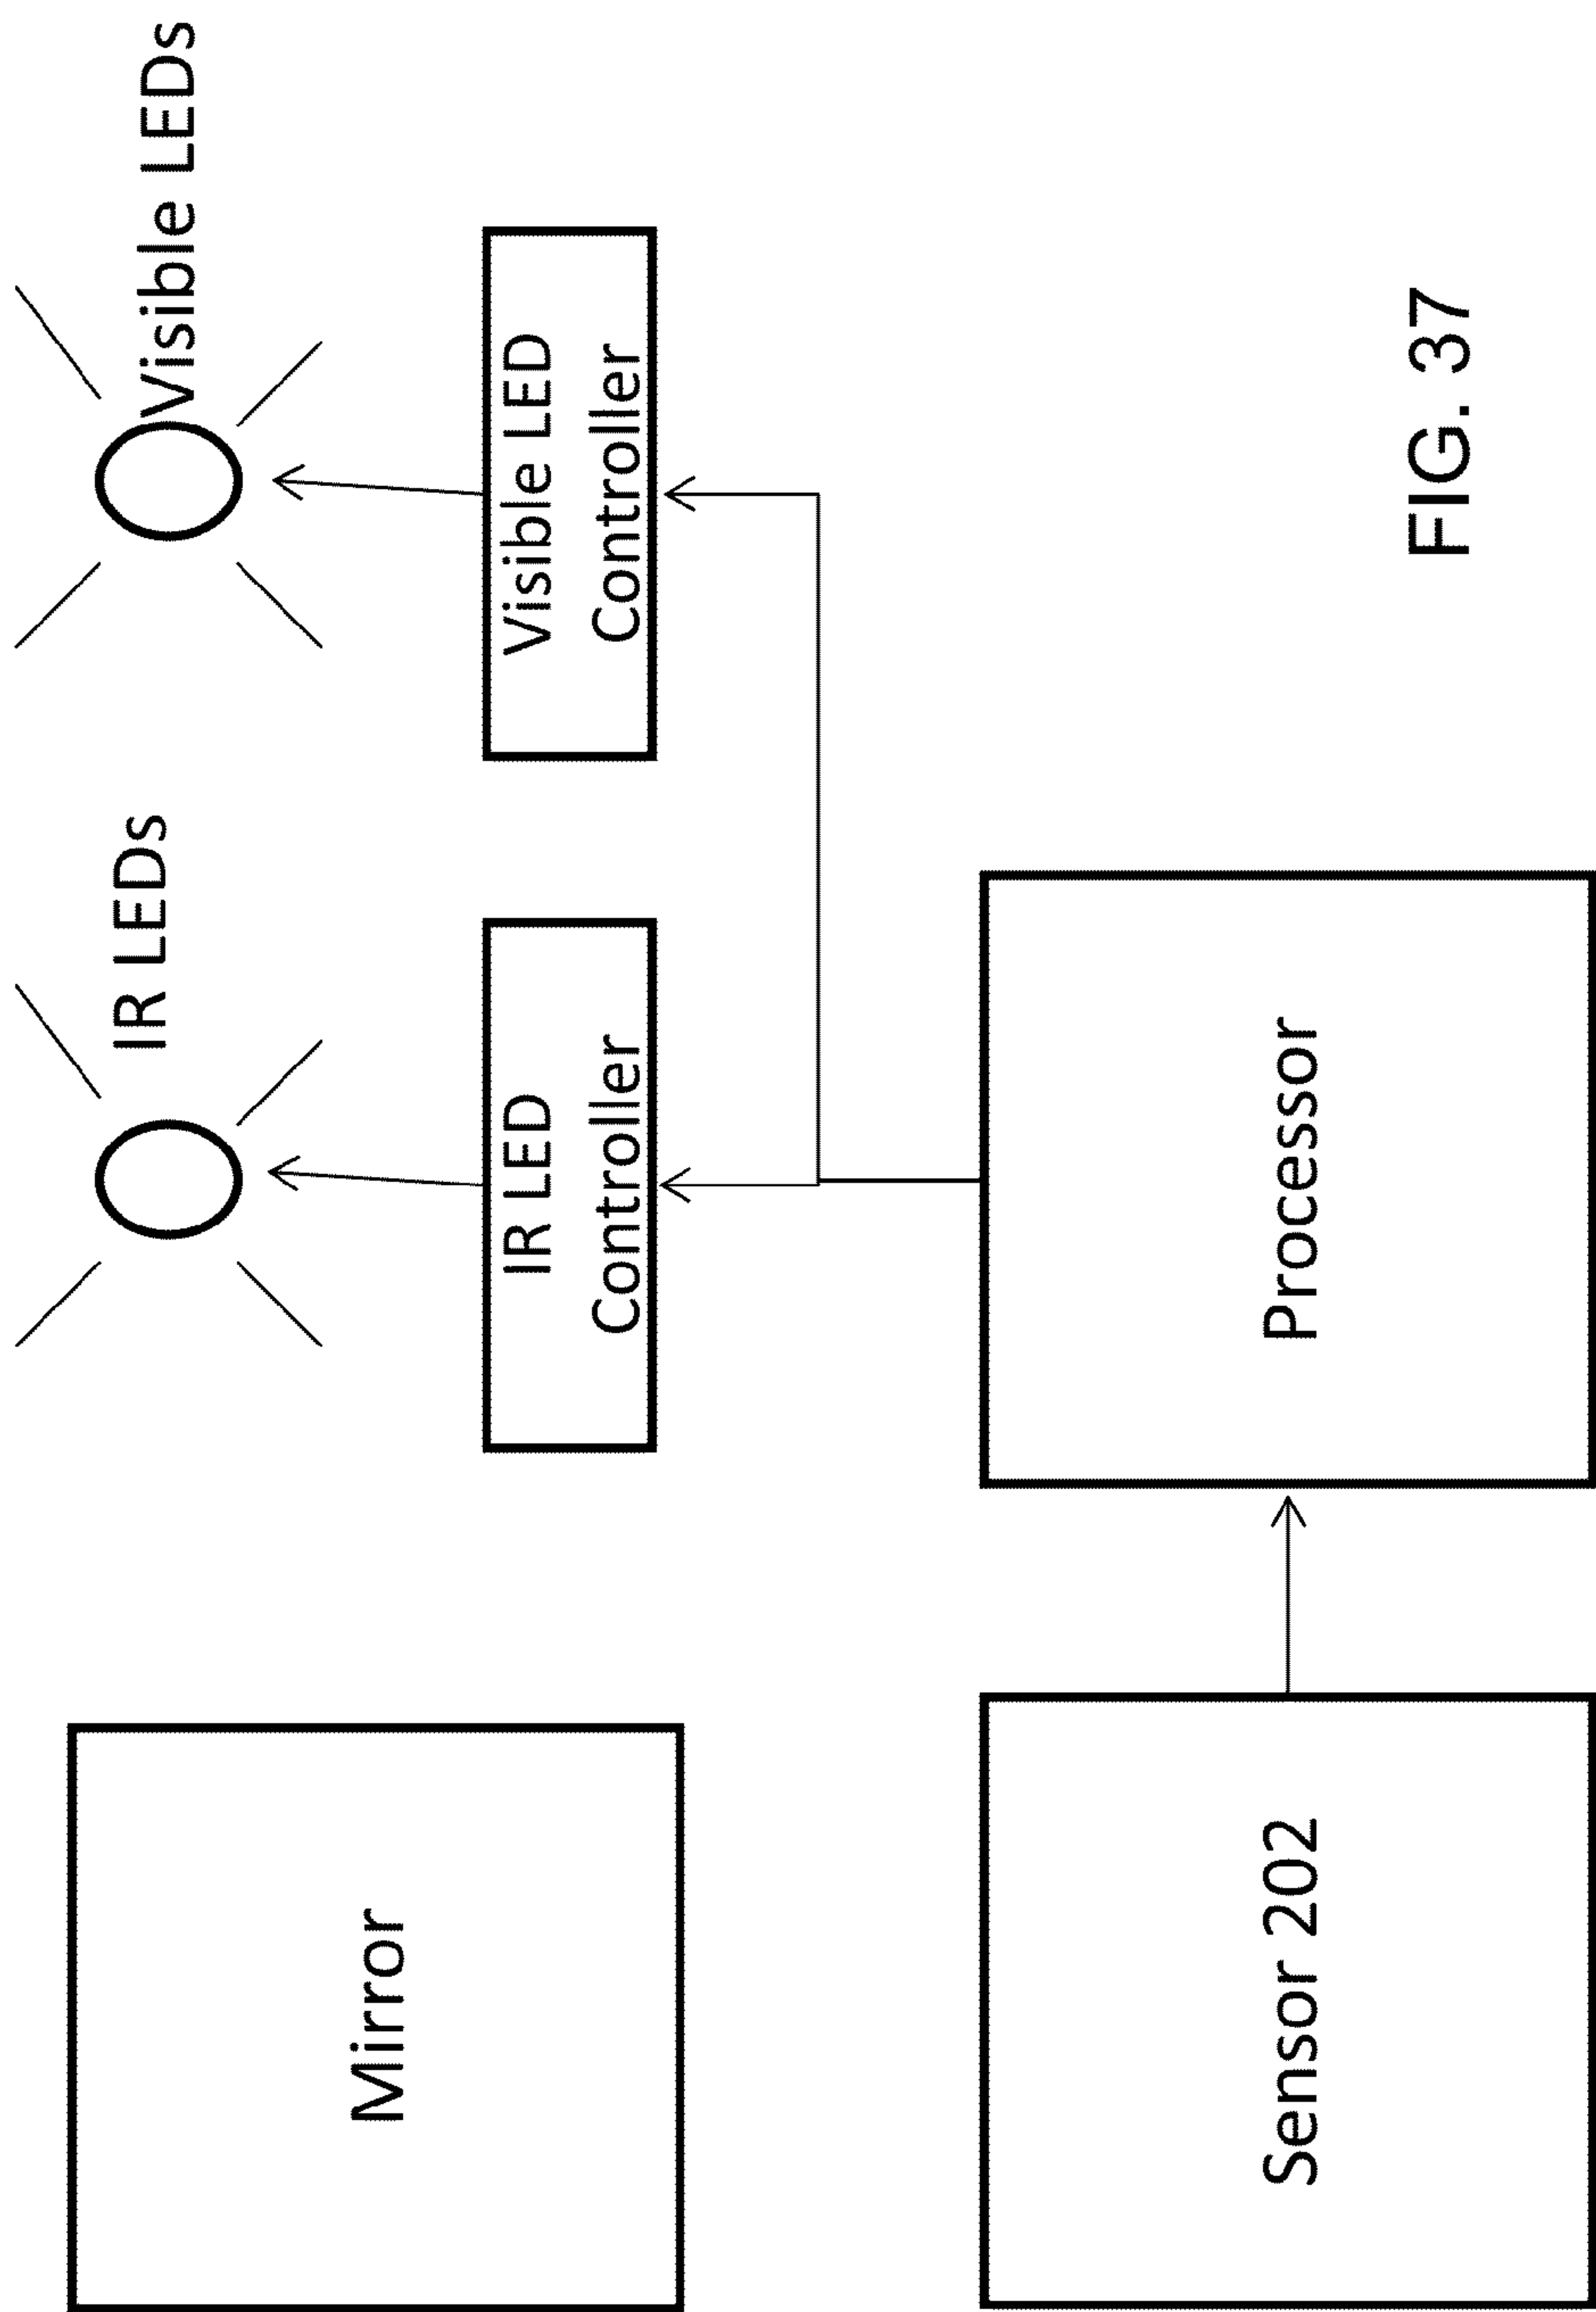 Mirror
IR LEDs
Visible LEDs
IR LED
Controller
Visible LED
Controller
Sensor 202
Processor
FIG. 37